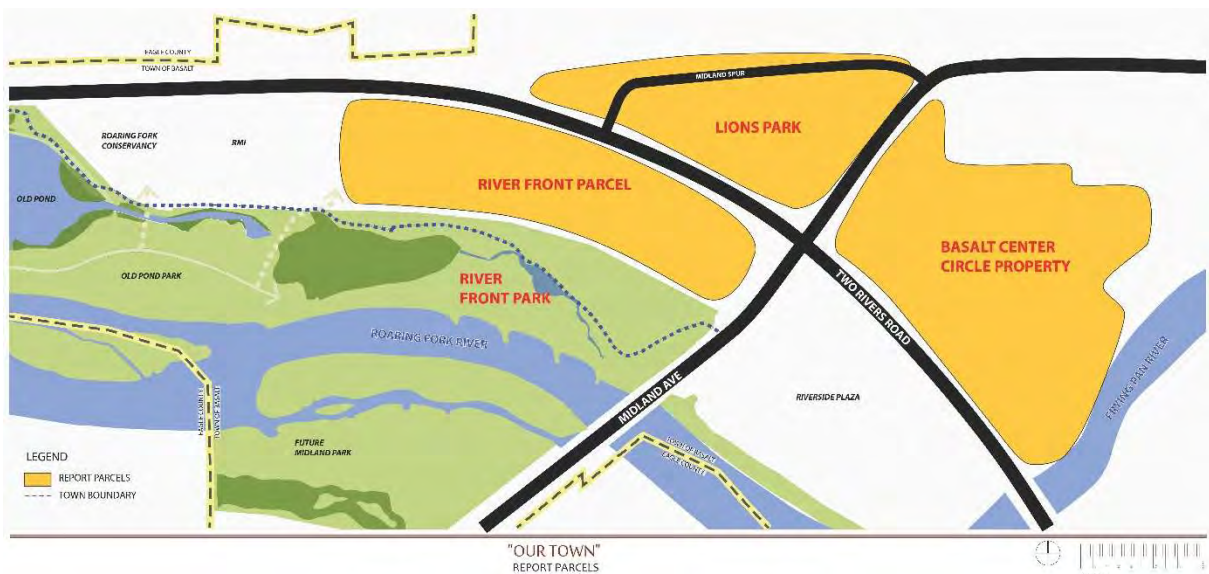 EAGLE COUNTY
TOWN OF BASALT
MIDLAND SPUR
LIONS PARK
ROARING FORK
CONSERVANCY
RMI
RIVER FRONT PARCEL
OLD POND
BASALT CENTER
CIRCLE PROPERTY
OLD POND PARK
RIVER
FRONT PARK
TWO RIVERS ROAD
ROARING FORK RIVER
FRYING PAN RIVER
MIDLAND AVE
RIVERSIDE PLAZA
EAGLE COUNTY
TOWN OF BASALT
FUTURE
MIDLAND PARK
TOWN OF BASALT
EAGLE COUNTY
LEGEND
REPORT PARCELS
TOWN BOUNDARY
"OUR TOWN"
REPORT PARCELS